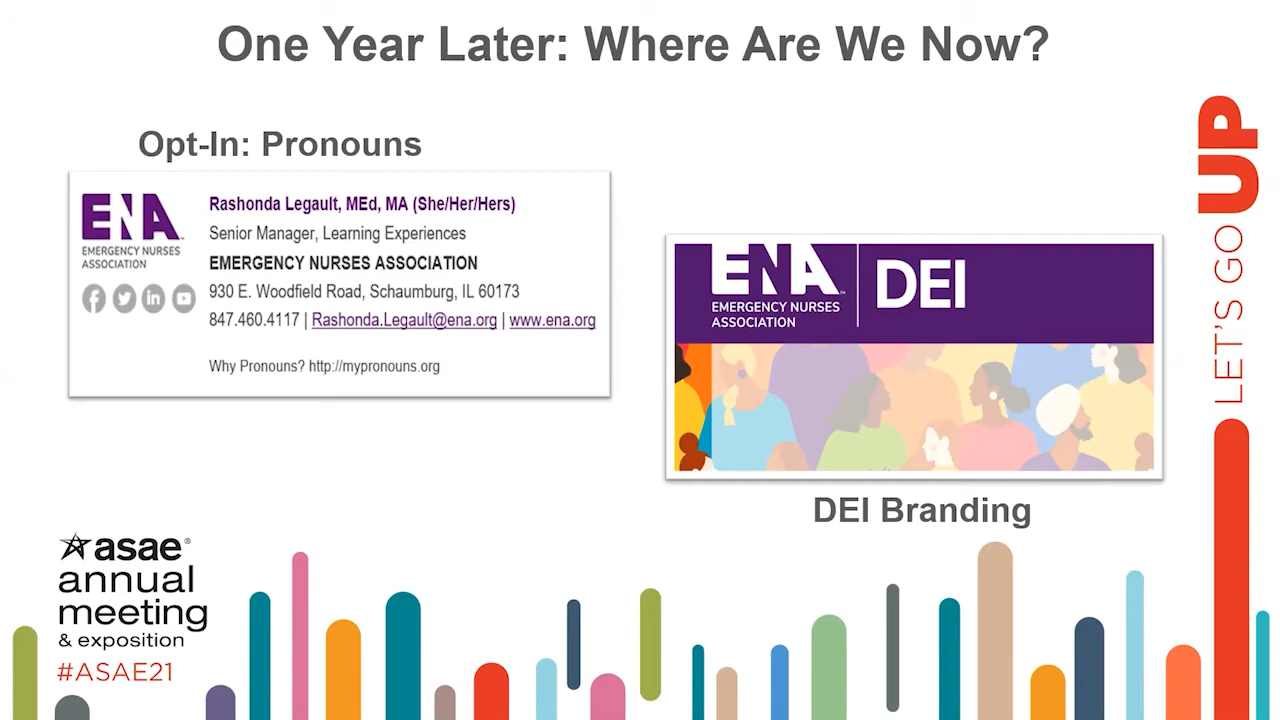 One Year Later: Where Are We Now?
Opt-In: Pronouns
ENA
EMERGENCY NURSES
ASSOCIATION
Rashonda Legault, MEd, MA (She/Her/Hers)
Senior Manager, Learning Experiences
EMERGENCY NURSES ASSOCIATION
930 E. Woodfield Road, Schaumburg, IL 60173
847.460.4117 | Rashonda.Legault@ena.org | www.ena.org
Why Pronouns? http://mypronouns.org
ENA
EMERGENCY NURSES
ASSOCIATION
DEI
DEI Branding
LET'S GO UP
asae®
annual
meeting
& exposition
#ASAE21